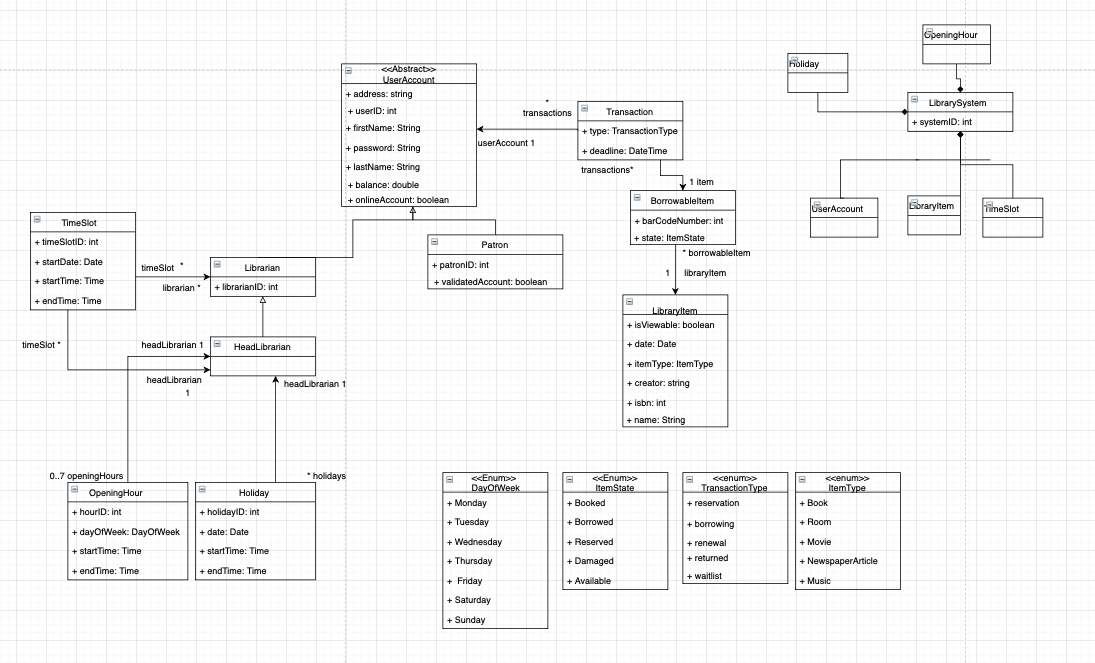 OpeningHour
Holiday
LibrarySystem
+ systemID: int
UserAccount
LibraryItem
TimeSlot
<<Abstract>>
UserAccount
+ address: string
+ userID: int
+ firstName: String
+ password: String
+ lastName: String
+ balance: double
+ onlineAccount: boolean
*
transactions
userAccount 1
Transaction
+ type: TransactionType
+ deadline: DateTime
transactions*
1 item
BorrowableItem
+ barCodeNumber: int
+ state: ItemState
* borrowableItem
1 libraryItem
LibraryItem
+ isViewable: boolean
+ date: Date
+ itemType: ItemType
+ creator: string
+ isbn: int
+ name: String
Patron
+ patronID: int
+ validatedAccount: boolean
TimeSlot
+ timeSlotID: int
+ startDate: Date
+ startTime: Time
+ endTime: Time
timeSlot *
librarian *
Librarian
+ librarianID: int
timeSlot *
headLibrarian 1
HeadLibrarian
headLibrarian
1
headLibrarian 1
0..7 openingHours
* holidays
OpeningHour
+ hourID: int
+ dayOfWeek: DayOfWeek
+ startTime: Time
+ endTime: Time
Holiday
+ holidayID: int
+ date: Date
+ startTime: Time
+ endTime: Time
<<Enum>>
DayOfWeek
+ Monday
+ Tuesday
+ Wednesday
+ Thursday
+ Friday
+ Saturday
+ Sunday
<<Enum>>
ItemState
+ Booked
+ Borrowed
+ Reserved
+ Damaged
+ Available
<<enum>>
TransactionType
+ reservation
+ borrowing
+ renewal
+ returned
+ waitlist
<<enum>>
ItemType
+ Book
+ Room
+ Movie
+ NewspaperArticle
+ Music